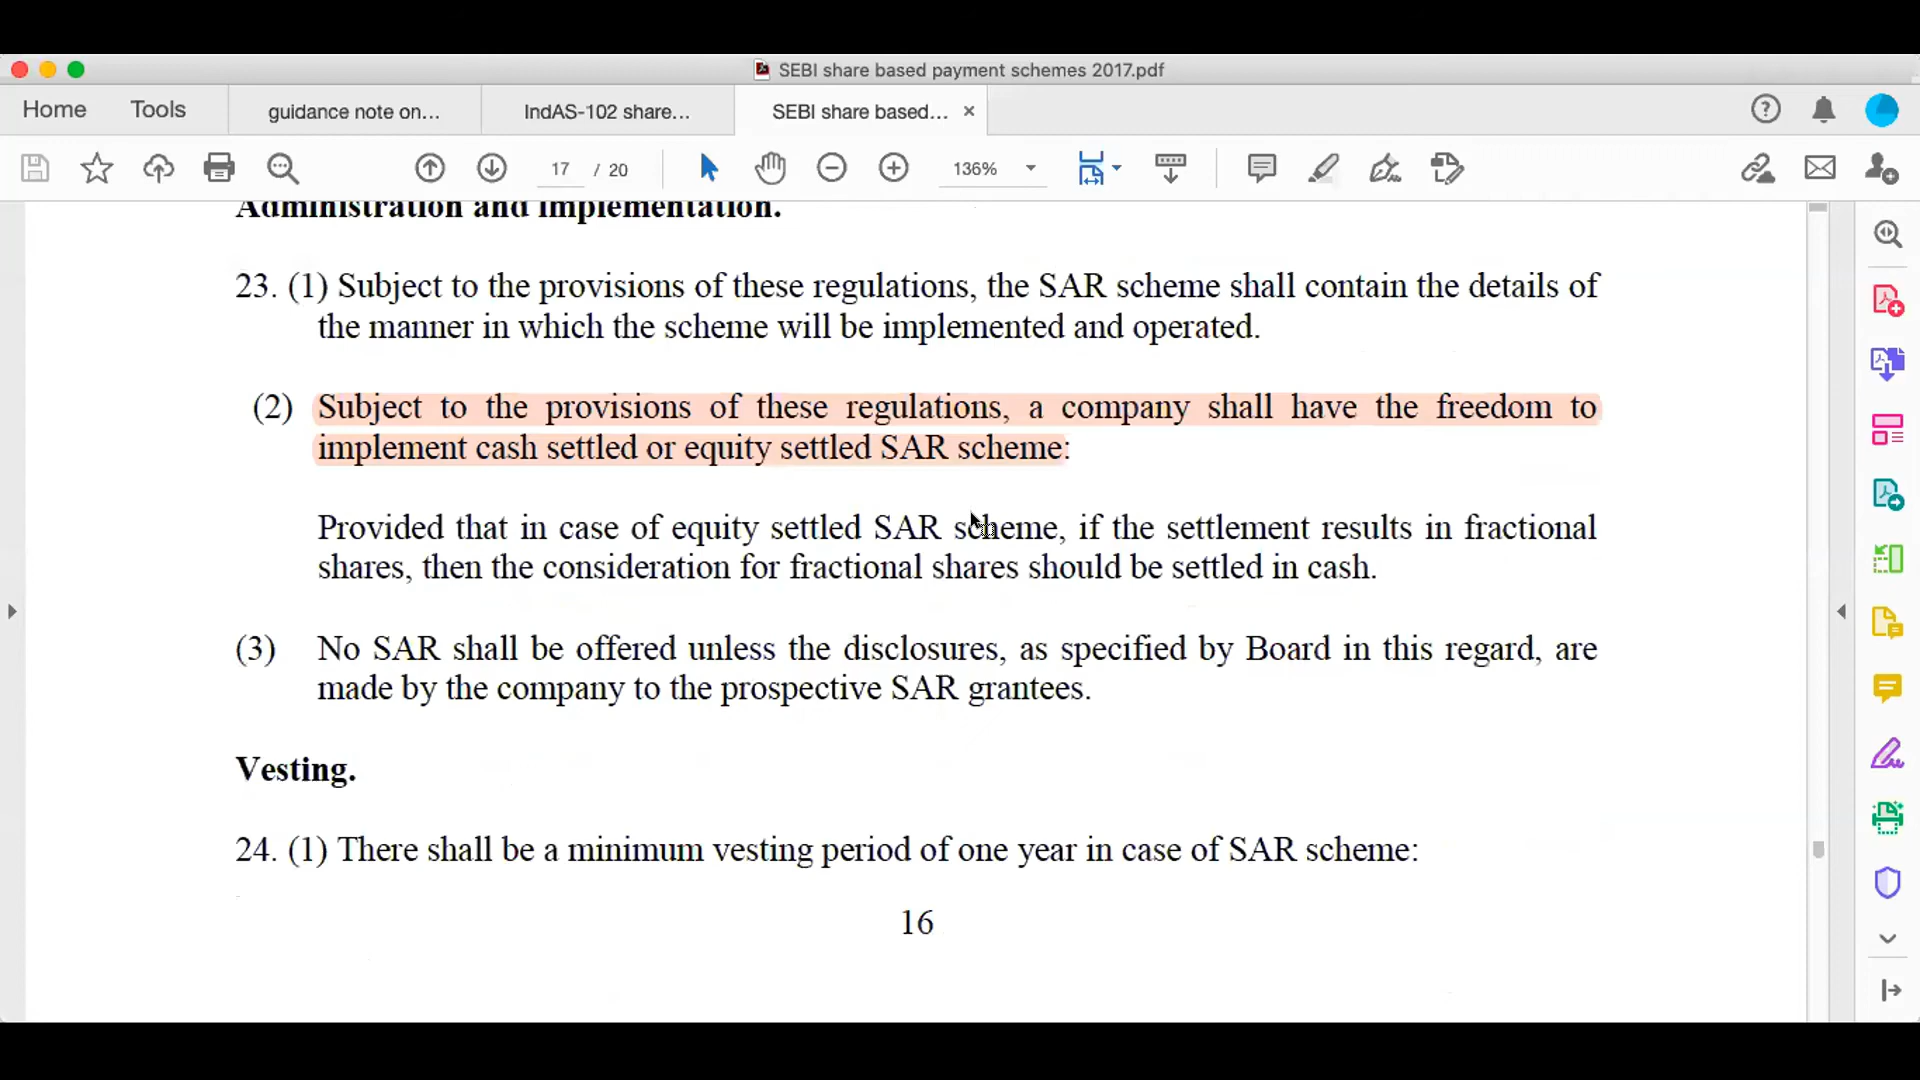 SEBI share based payment schemes 2017.pdf
Home Tools guidance note on... IndAS-102 share... SEBI share based... ×
17 / 20 136%
Administration and Implementation.
23. (1) Subject to the provisions of these regulations, the SAR scheme shall contain the details of
the manner in which the scheme will be implemented and operated.
(2) Subject to the provisions of these regulations, a company shall have the freedom to
implement cash settled or equity settled SAR scheme:
Provided that in case of equity settled SAR scheme, if the settlement results in fractional
shares, then the consideration for fractional shares should be settled in cash.
(3) No SAR shall be offered unless the disclosures, as specified by Board in this regard, are
made by the company to the prospective SAR grantees.
Vesting.
24. (1) There shall be a minimum vesting period of one year in case of SAR scheme:
16